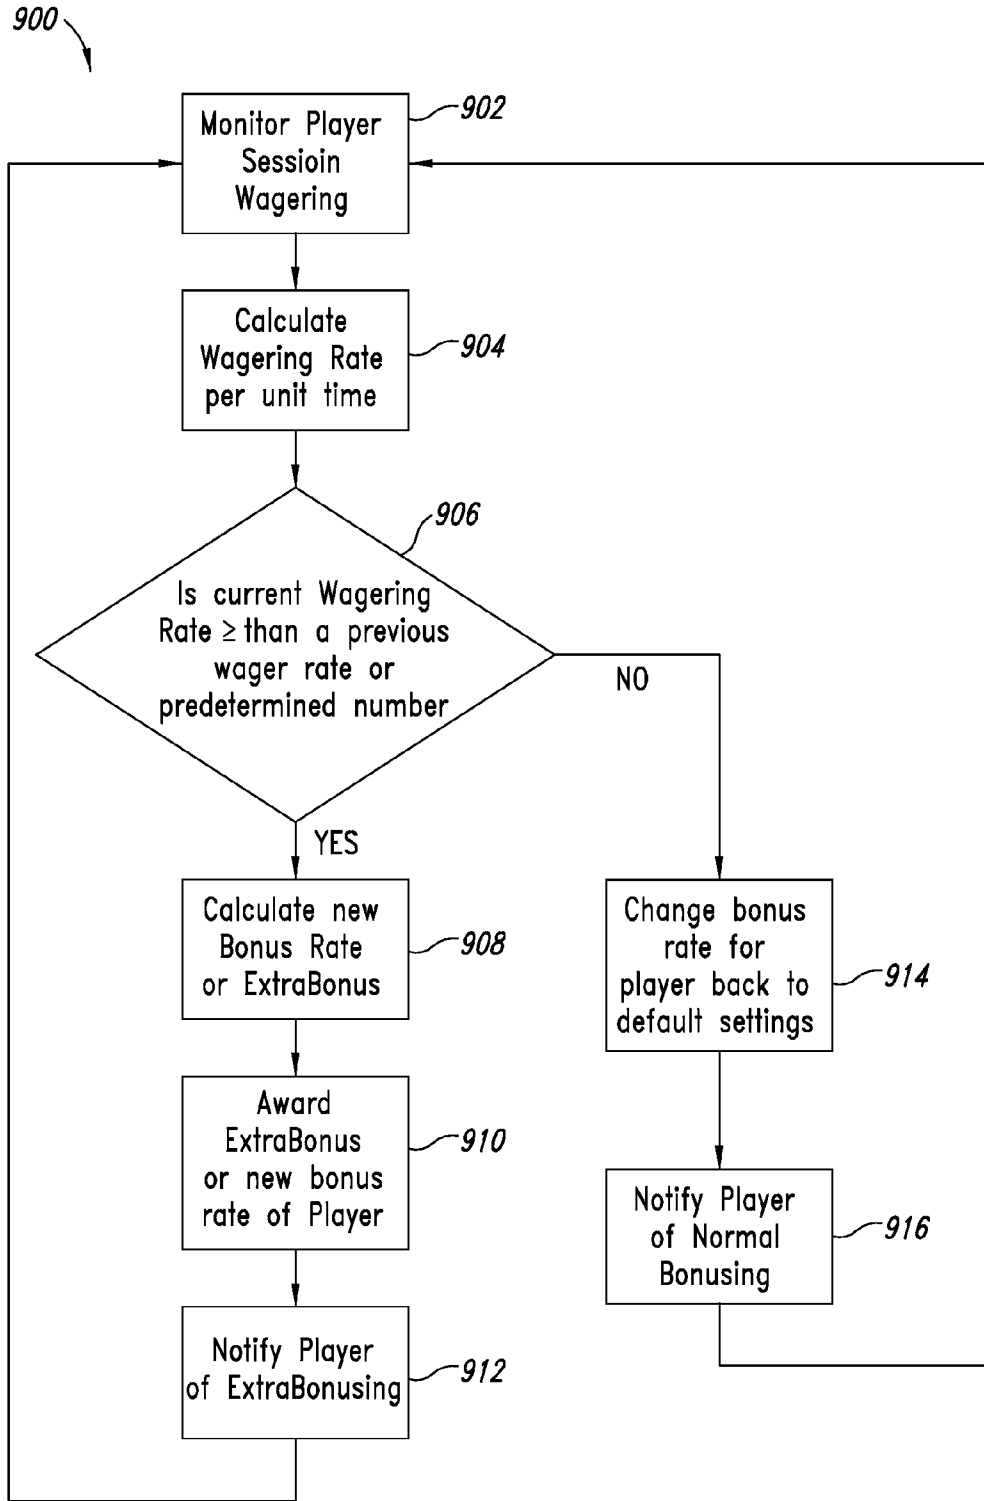 900
Monitor Player
Sessioin
Wagering
902
Calculate
Wagering Rate
per unit time
904
906
Is current Wagering
Rate ≥ than a previous
wager rate or
predetermined number
NO
YES
Calculate new
Bonus Rate
or ExtraBonus
908
Change bonus
rate for
player back to
default settings
914
Award
ExtraBonus
or new bonus
rate of Player
910
Notify Player
of Normal
Bonusing
916
Notify Player
of ExtraBonusing
912